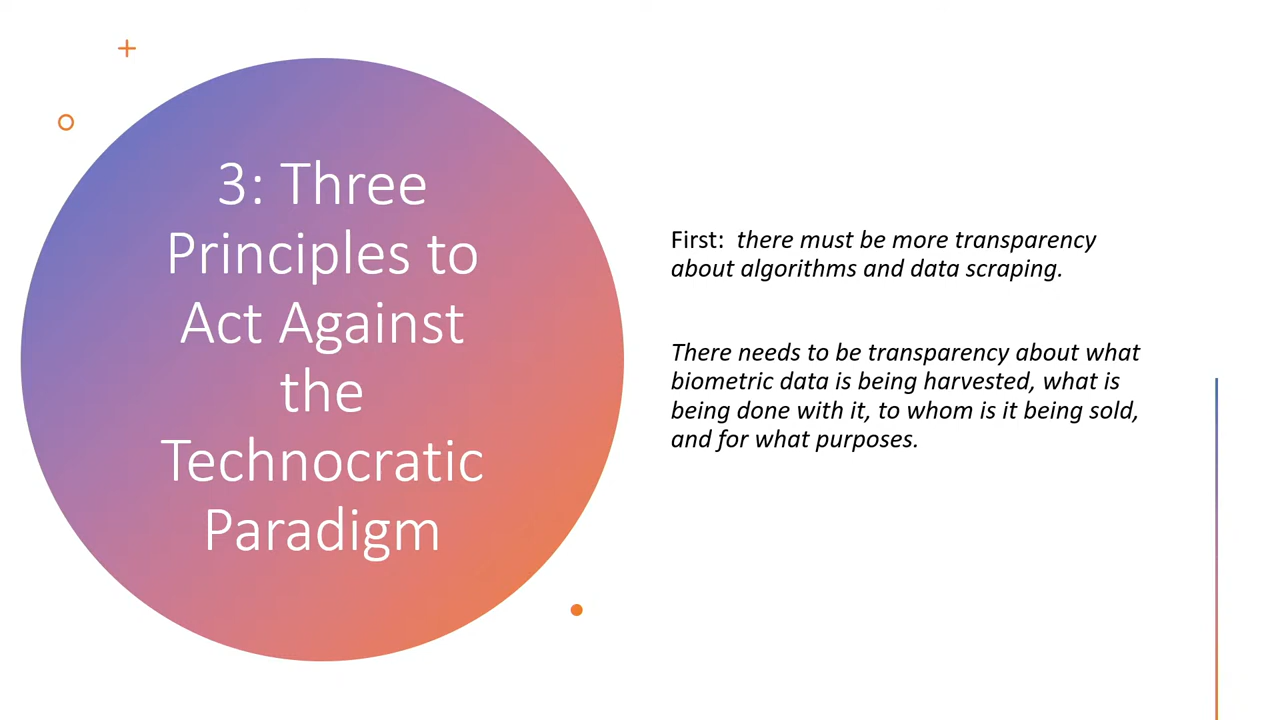 3: Three
Principles to
Act Against
the
Technocratic
Paradigm
First:  there must be more transparency
about algorithms and data scraping.
There needs to be transparency about what
biometric data is being harvested, what is
being done with it, to whom is it being sold,
and for what purposes.